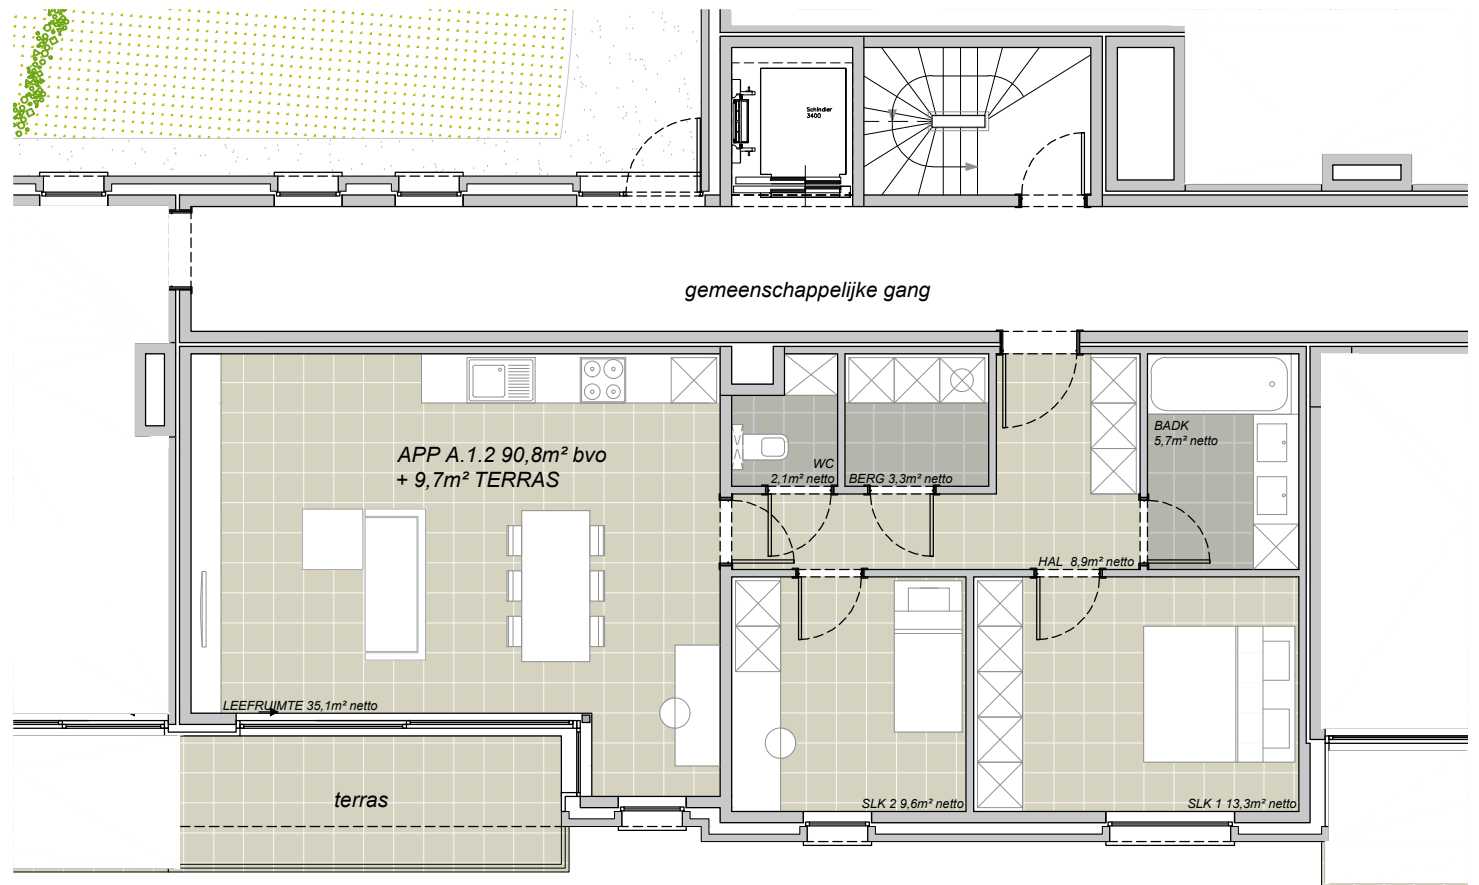 Schindler
3400
gemeenschappelijke gang
APP A.1.2 90,8m² bvo
+ 9,7m² TERRAS
BADK
5,7m² netto
WC
2,1m² netto
BERG 3,3m² netto
HAL 8,9m² netto
LEEFRUIMTE 35,1m² netto
terras
SLK 2 9,6m² netto
SLK 1 13,3m² netto